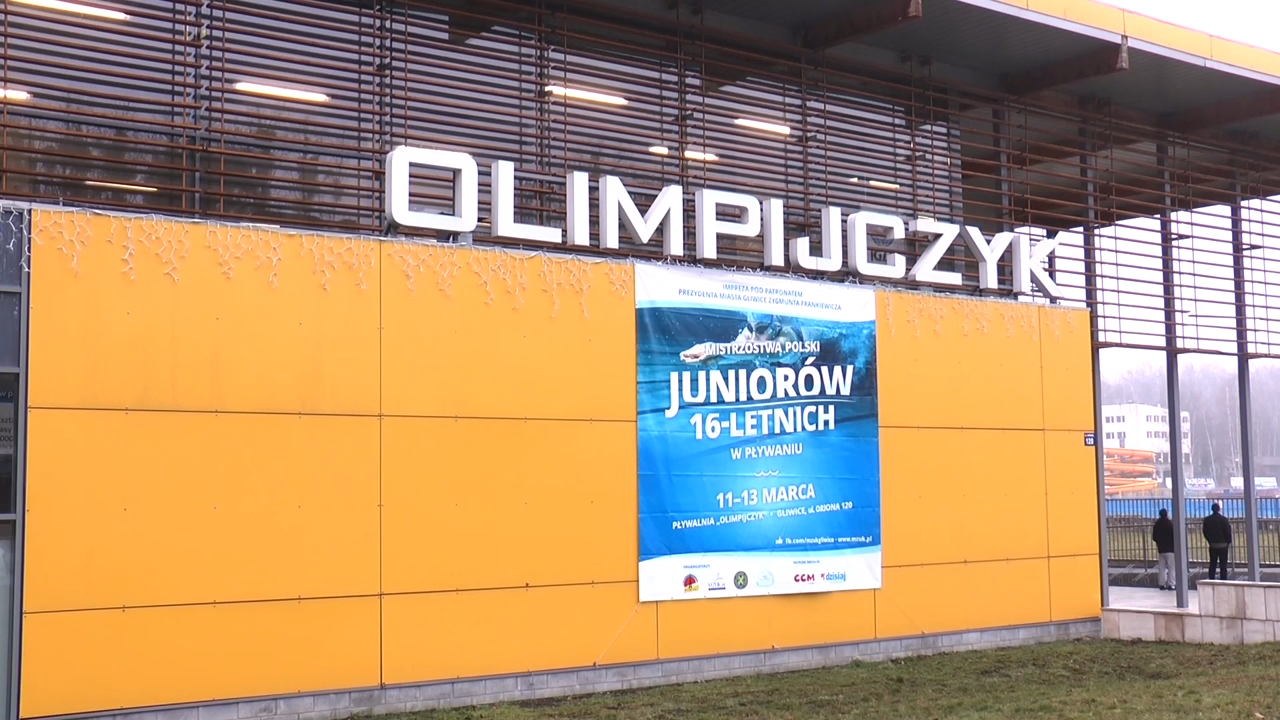 OLIMPIJCZYK
IMPREZA POD PATRONATEM
PREZYDENTA MIASTA GLIWICE ZYGMUNTA FRANKIEWICZA
MISTRZOSTWA POLSKI
JUNIORÓW
16-LETNICH
W PŁYWANIU
11-13 MARCA
PŁYWALNIA „OLIMPIJCZYK" • GLIWICE, ul. ORIONA 120
fb.com/mzukgliwice • www.mzuk.pl
ORGANIZATORZY
CCM dzisiaj
120